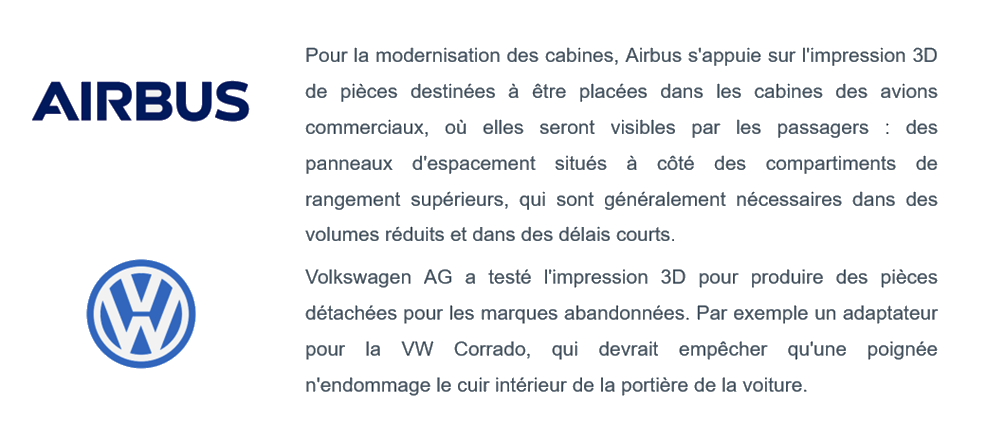 AIRBUS
Pour la modernisation des cabines, Airbus s'appuie sur l'impression 3D
de pièces destinées à être placées dans les cabines des avions
commerciaux, où elles seront visibles par les passagers : des
panneaux d'espacement situés à côté des compartiments de
rangement supérieurs, qui sont généralement nécessaires dans des
volumes réduits et dans des délais courts.
VW
Volkswagen AG a testé l'impression 3D pour produire des pièces
détachées pour les marques abandonnées. Par exemple un adaptateur
pour la VW Corrado, qui devrait empêcher qu'une poignée
n'endommage le cuir intérieur de la portière de la voiture.